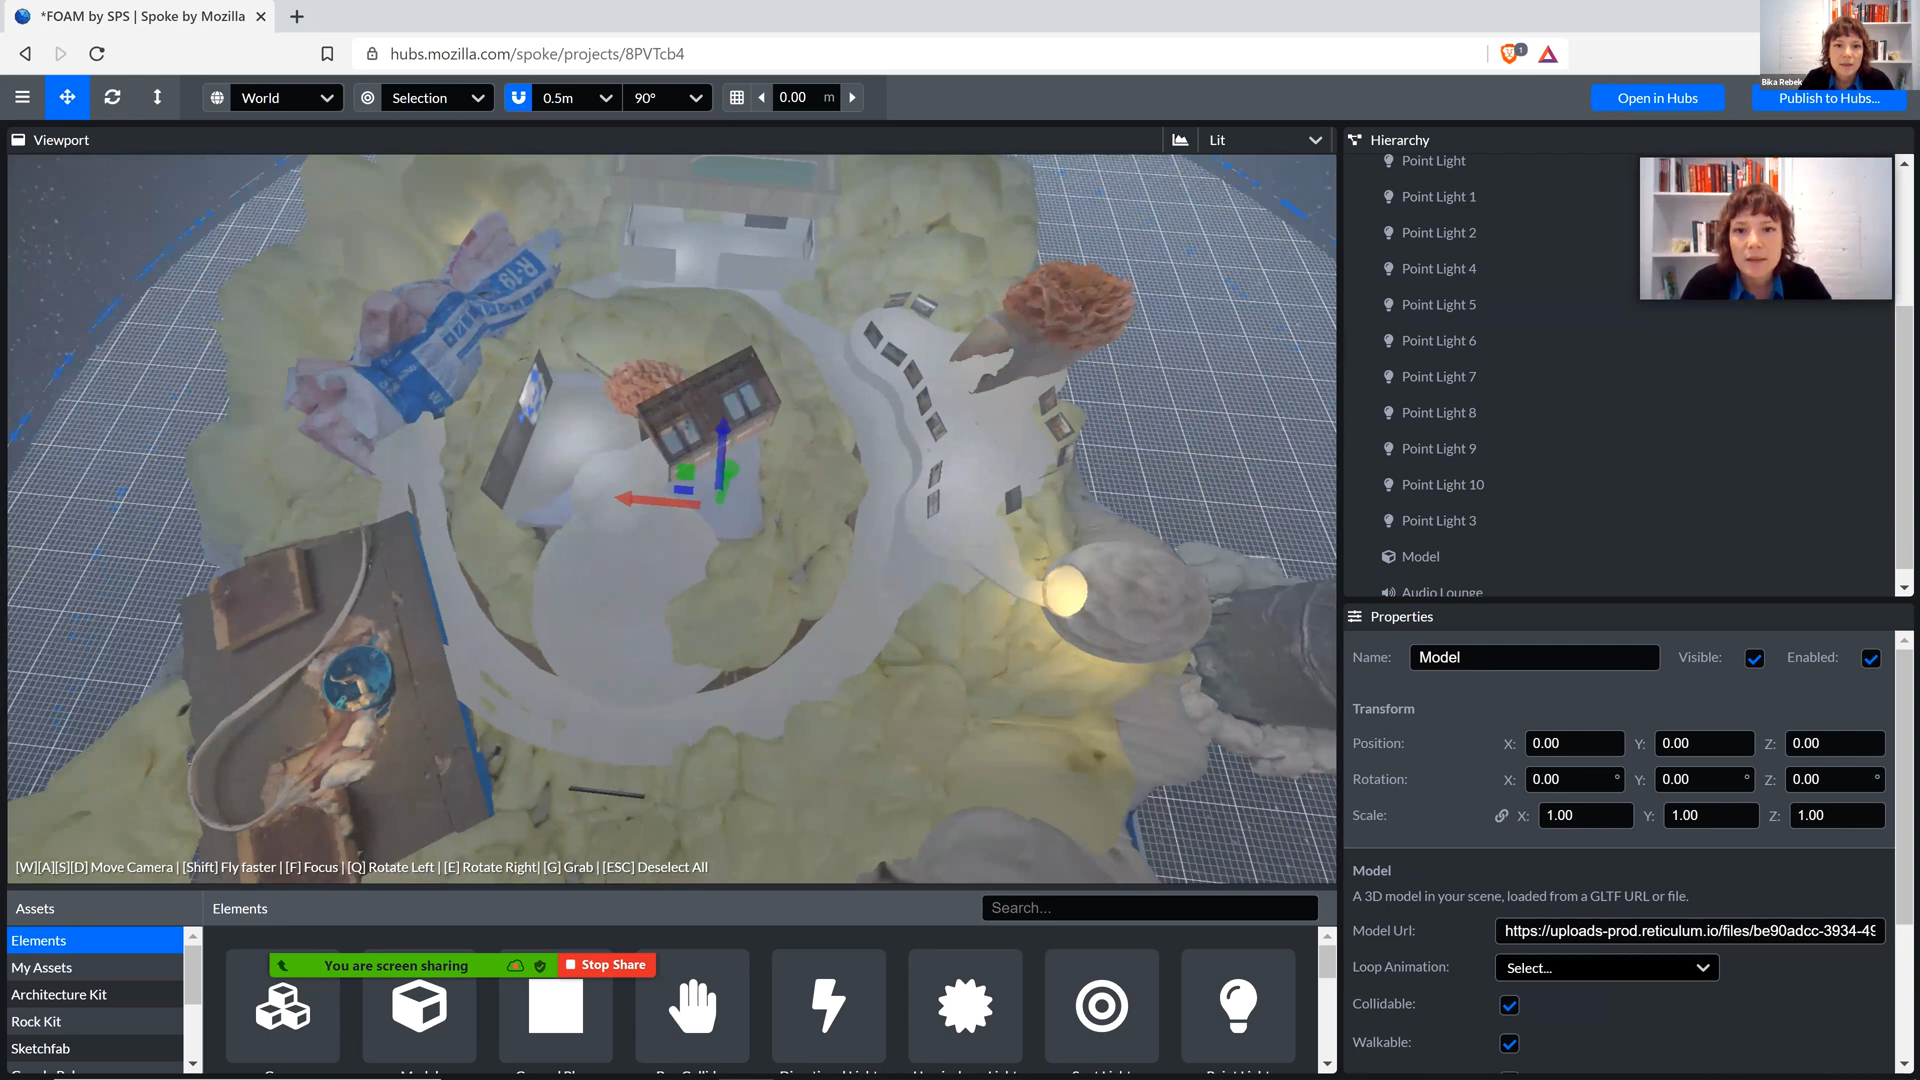 *FOAM by SPS | Spoke by Mozilla
hubs.mozilla.com/spoke/projects/8PVTcb4
1
Bika Rebek
World
Selection
0.5m
90°
0.00 m
Open in Hubs
Publish to Hubs...
Viewport
Lit
Hierarchy
Point Light
Point Light 1
Point Light 2
Point Light 4
Point Light 5
Point Light 6
Point Light 7
Point Light 8
Point Light 9
Point Light 10
Point Light 3
Model
Audio Lounge
R-19
[W][A][S][D] Move Camera | [Shift] Fly faster | [F] Focus | [Q] Rotate Left | [E] Rotate Right| [G] Grab | [ESC] Deselect All
Properties
Name: Model Visible: Enabled:
Transform
Position: X: 0.00 Y: 0.00 Z: 0.00
Rotation: X: 0.00 ° Y: 0.00 ° Z: 0.00 °
Scale: X: 1.00 Y: 1.00 Z: 1.00
Model
A 3D model in your scene, loaded from a GLTF URL or file.
Model Url: https://uploads-prod.reticulum.io/files/be90adcc-3934-49
Loop Animation: Select...
Collidable:
Walkable:
Assets
Elements
Search...
Elements
My Assets
Architecture Kit
Rock Kit
Sketchfab
You are screen sharing
Stop Share